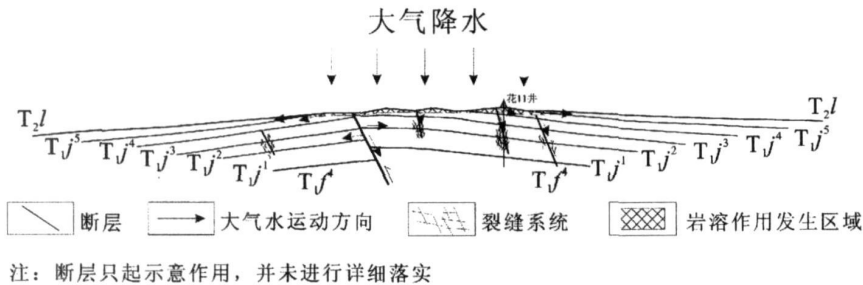 大气降水
花口井
T₂l T₂l
T₁j⁵ T₁j⁴ T₁j³ T₁j² T₁j¹ T₁f⁴ T₁f⁴ T₁j¹ T₁j² T₁j³ T₁j⁴ T₁j⁵
断层 大气水运动方向 裂缝系统 岩溶作用发生区域
注：断层只起示意作用，并未进行详细落实